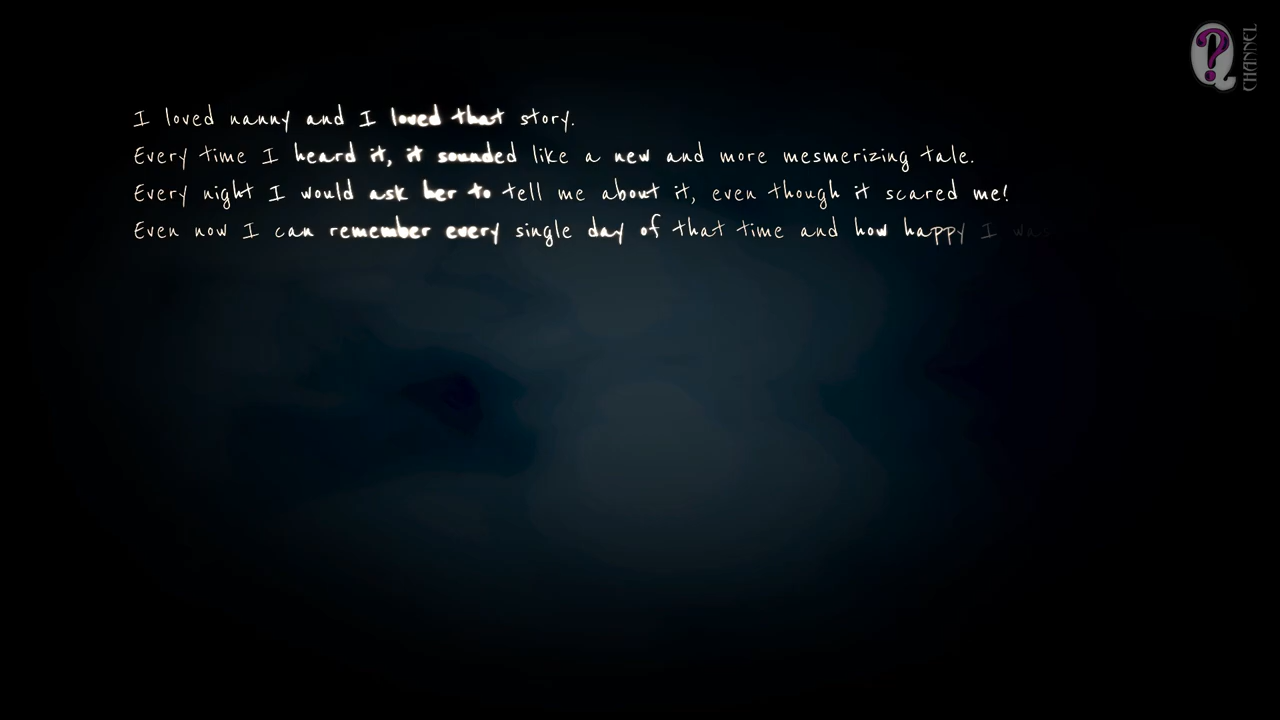 I loved nanny and I loved that story.
Every time I heard it, it sounded like a new and more mesmerizing tale.
Every night I would ask her to tell me about it, even though it scared me!
Even now I can remember every single day of that time and how happy I was
? CHANNEL